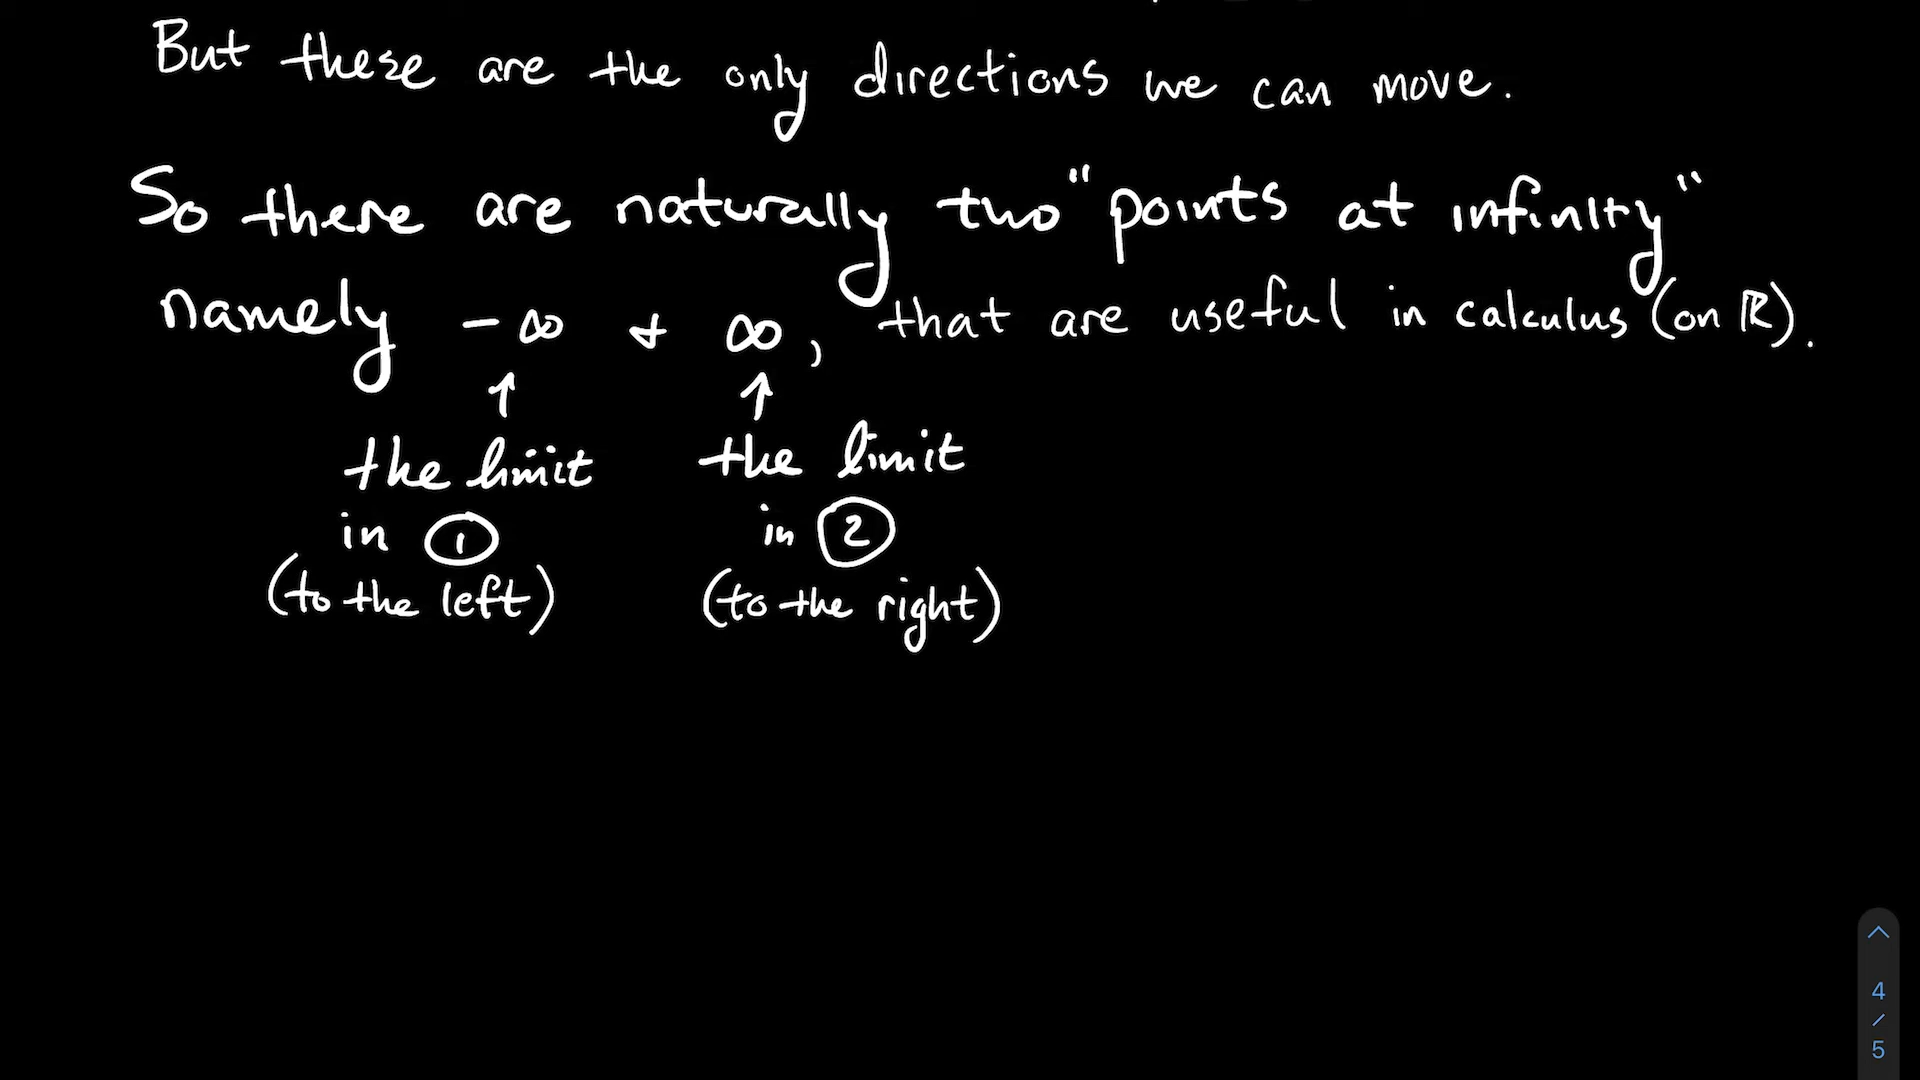 But these are the only directions we can move.
So there are naturally two "points at infinity"
namely -∞ & ∞, that are useful in calculus (on ℝ).
↑ ↑
the limit the limit
in ① in ②
(to the left) (to the right)
4
/
5